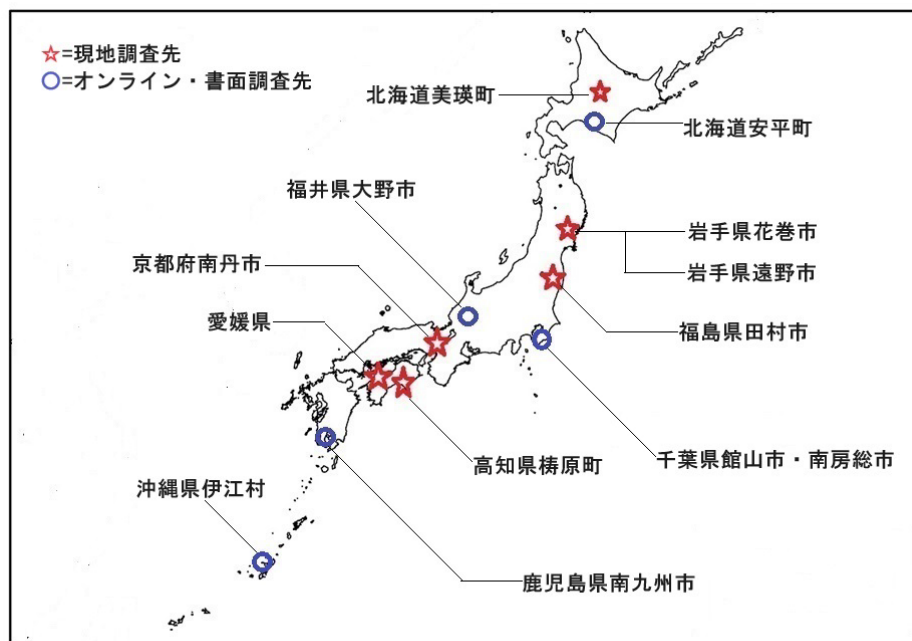 ☆=現地調査先
○=オンライン・書面調査先
北海道美瑛町
北海道安平町
福井県大野市
岩手県花巻市
京都府南丹市
岩手県遠野市
愛媛県
福島県田村市
高知県梼原町
千葉県館山市・南房総市
沖縄県伊江村
鹿児島県南九州市